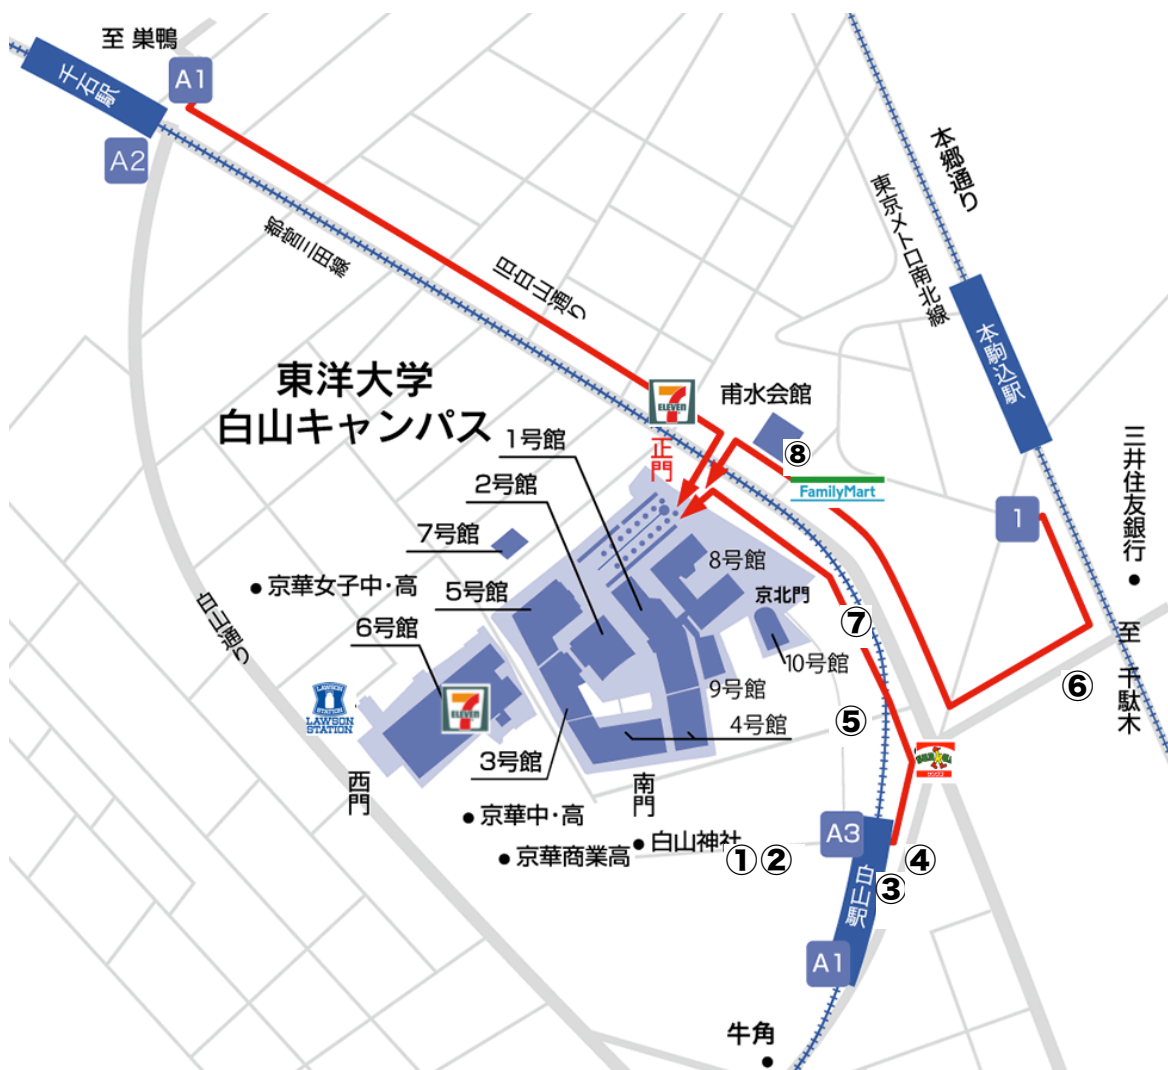 至 巣鴨
A1
千石駅
A2
都営三田線
旧白山通り
本郷通り
東京メトロ南北線
本駒込駅
東洋大学
白山キャンパス
7
ELEVEN
正門
甫水会館
⑧
FamilyMart
1
三井住友銀行
至 千駄木
1号館
2号館
7号館
5号館
6号館
京華女子中・高
白山通り
8号館
京北門
10号館
9号館
4号館
3号館
⑦
⑥
⑤
LAWSON
STATION
LAWSON
STATION
7
ELEVEN
西門
南門
京華中・高
京華商業高
白山神社
①
②
A3
④
③
白山駅
A1
牛角